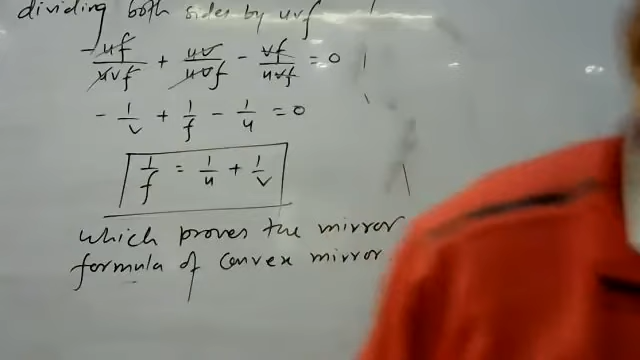 dividing both sides by uvf
-uf/uvf + uv/uvf - vf/uvf = 0
- 1/v + 1/f - 1/u = 0
1/f = 1/u + 1/v
which proves the mirror
formula of convex mirror